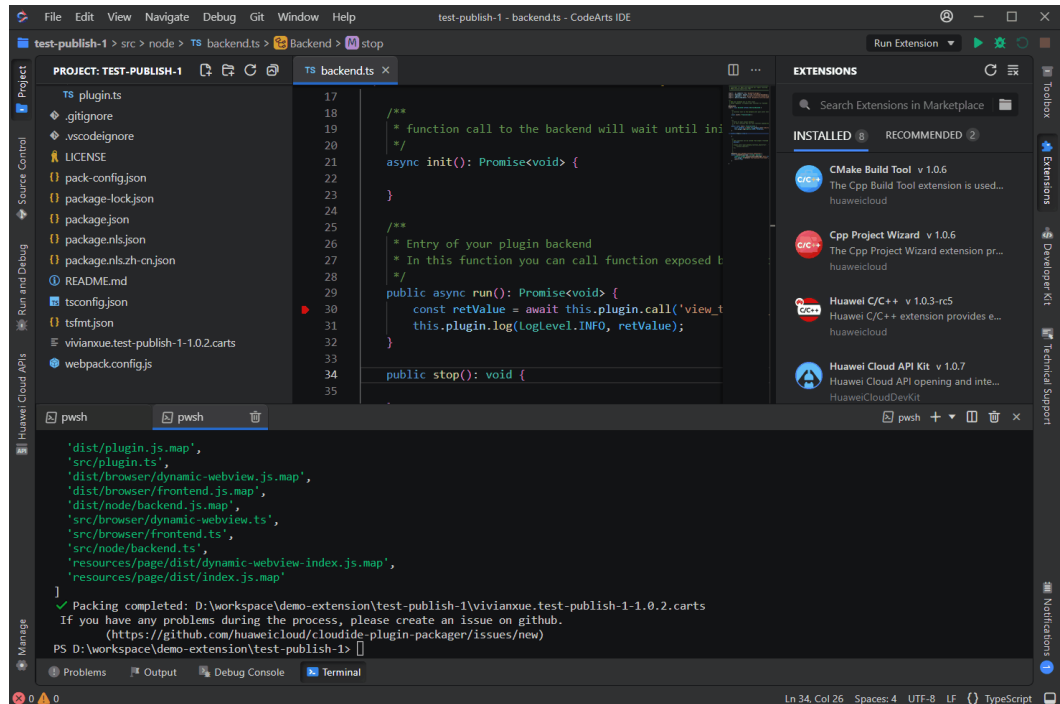 File Edit View Navigate Debug Git Window Help
test-publish-1 - backend.ts - CodeArts IDE
test-publish-1 > src > node > TS backend.ts > Backend > M stop
Run Extension
Project
Source Control
Run and Debug
Huawei Cloud APIs
API
Manage
PROJECT: TEST-PUBLISH-1
TS plugin.ts
.gitignore
.vscodeignore
LICENSE
{} pack-config.json
{} package-lock.json
{} package.json
{} package.nls.json
{} package.nls.zh-cn.json
README.md
tsconfig.json
{} tsfmt.json
vivianxue.test-publish-1-1.0.2.carts
webpack.config.js
TS backend.ts ×
17
18 /**
19 * function call to the backend will wait until ini
20 */
21 async init(): Promise<void> {
22
23 }
24
25 /**
26 * Entry of your plugin backend
27 * In this function you can call function exposed b
28 */
29 public async run(): Promise<void> {
30 const retValue = await this.plugin.call('view_t
31 this.plugin.log(LogLevel.INFO, retValue);
32 }
33
34 public stop(): void {
35
EXTENSIONS
Search Extensions in Marketplace
INSTALLED 8 RECOMMENDED 2
C/C++
CMake Build Tool v 1.0.6
The Cpp Build Tool extension is used...
huaweicloud
C/C++
Cpp Project Wizard v 1.0.6
The Cpp Project Wizard extension pr...
huaweicloud
C/C++
Huawei C/C++ v 1.0.3-rc5
Huawei C/C++ extension provides e...
huaweicloud
Huawei Cloud API Kit v 1.0.7
Huawei Cloud API opening and inte...
HuaweiCloudDevKit
Toolbox
Extensions
Developer Kit
Technical Support
Notifications
1
pwsh
pwsh
pwsh
'dist/plugin.js.map',
'src/plugin.ts',
'dist/browser/dynamic-webview.js.map',
'dist/browser/frontend.js.map',
'dist/node/backend.js.map',
'src/browser/dynamic-webview.ts',
'src/browser/frontend.ts',
'src/node/backend.ts',
'resources/page/dist/dynamic-webview-index.js.map',
'resources/page/dist/index.js.map'
]
✓ Packing completed: D:\workspace\demo-extension\test-publish-1\vivianxue.test-publish-1-1.0.2.carts
If you have any problems during the process, please create an issue on github.
(https://github.com/huaweicloud/cloudide-plugin-packager/issues/new)
PS D:\workspace\demo-extension\test-publish-1>
Problems Output Debug Console Terminal
0 0
Ln 34, Col 26 Spaces: 4 UTF-8 LF {} TypeScript